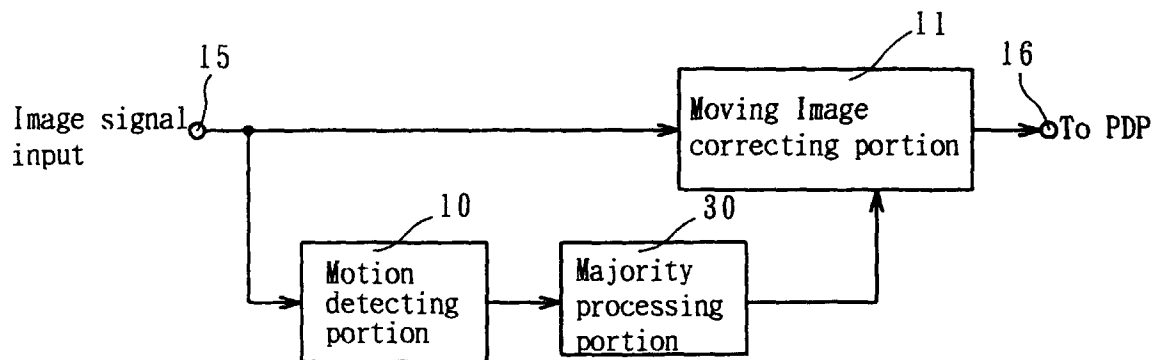 11
15
16
Image signal
input
Moving Image
correcting portion
To PDP
10
30
Motion
detecting
portion
Majority
processing
portion